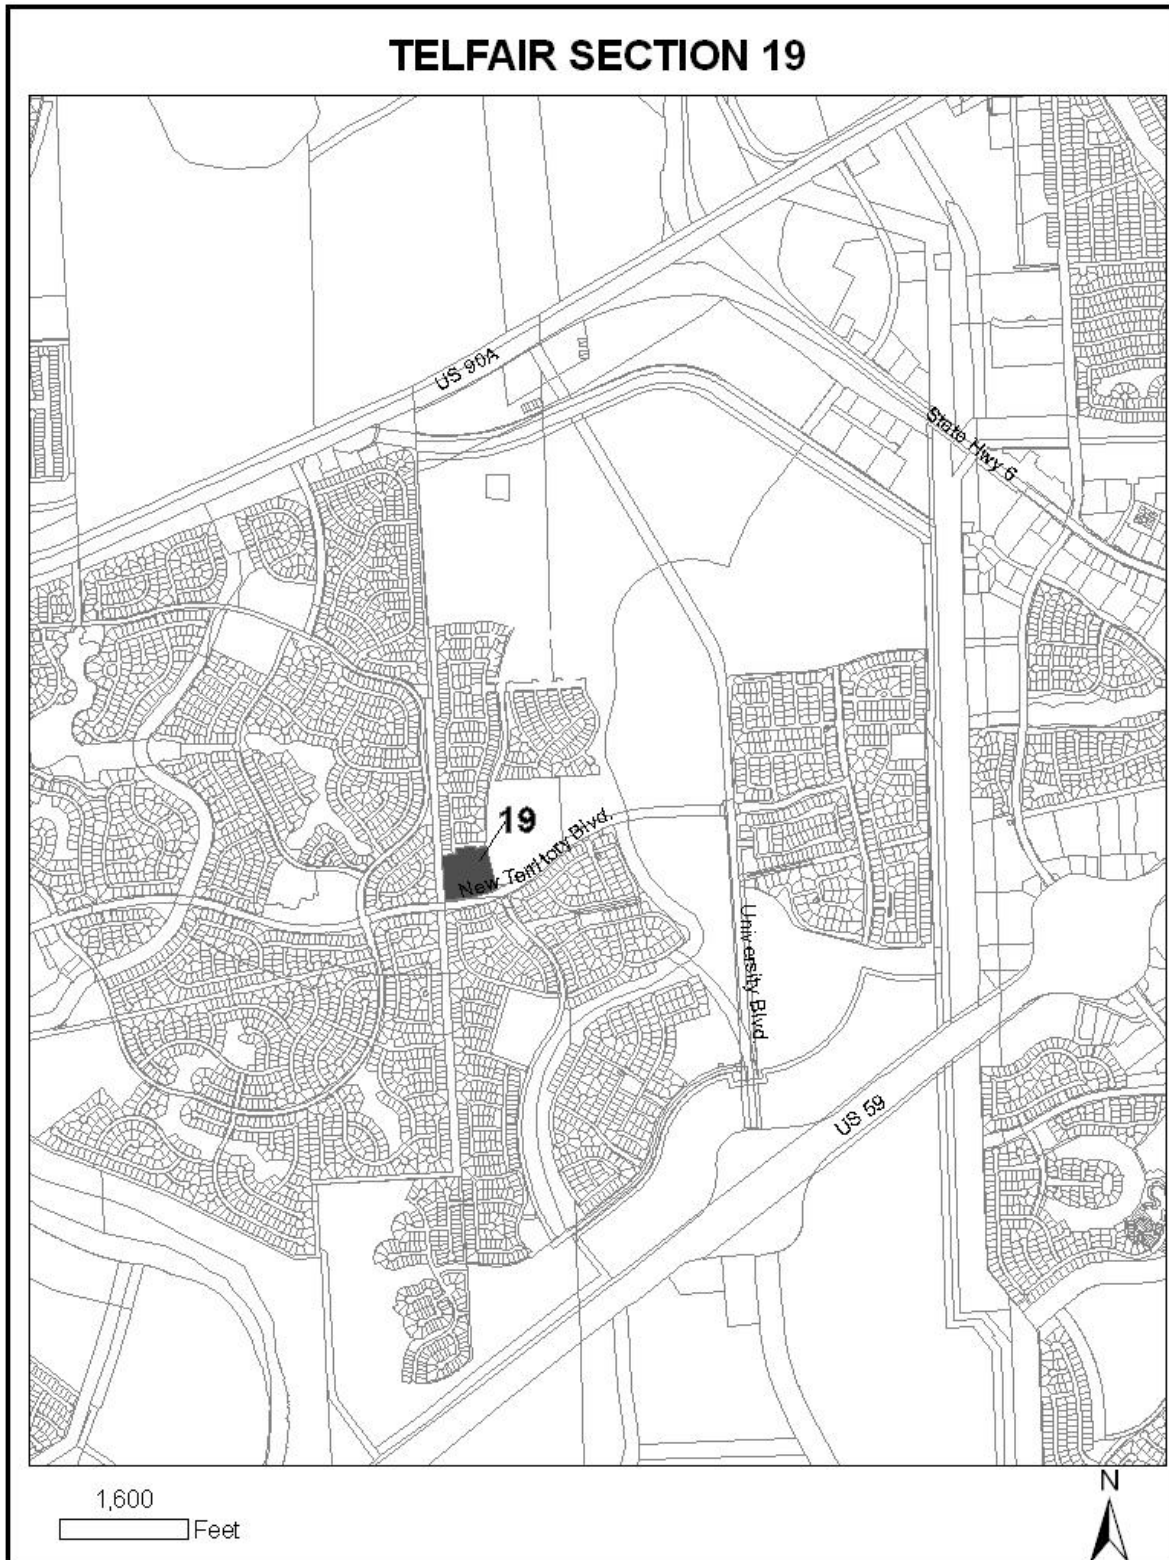 TELFAIR SECTION 19
US 90A
State Hwy 6
19
New Territory Blvd.
University Blvd
US 59
1,600
Feet
N